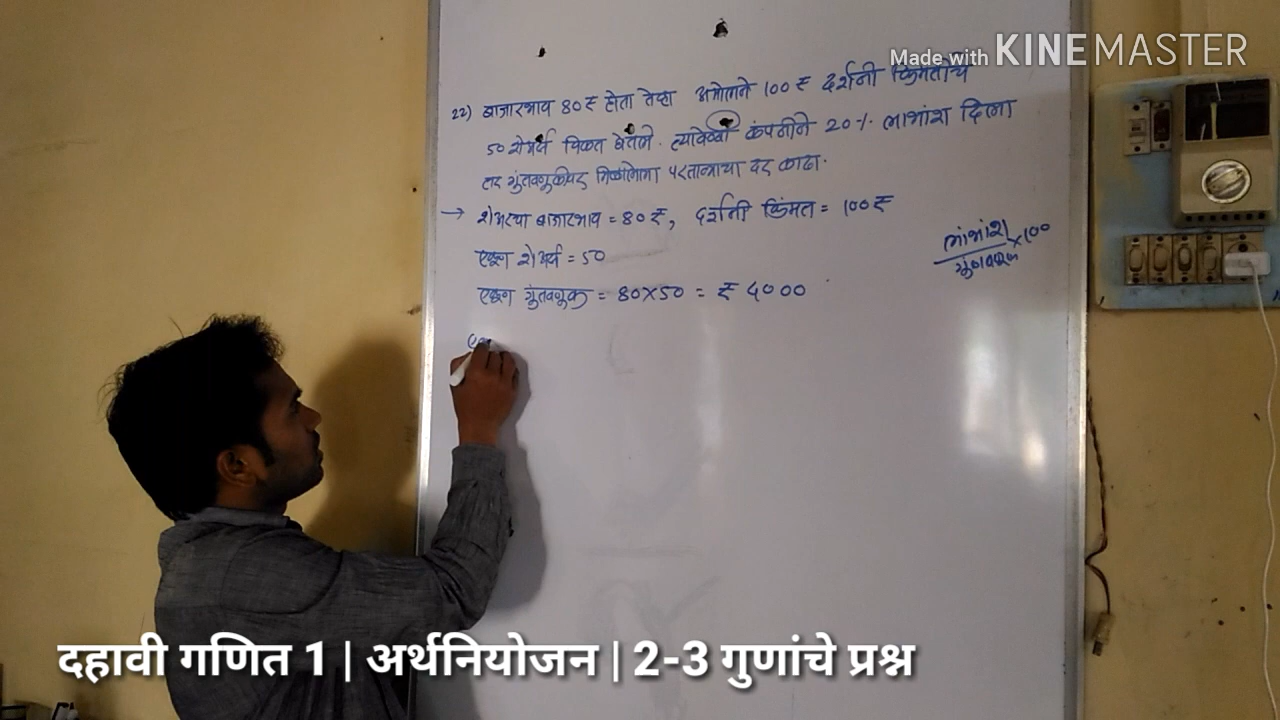 Made with KINEMASTER
22) बाजारभाव 80₹ होता तेव्हा अमोलने 100₹ दर्शनी किंमतीचे
50 शेअर्स विकत घेतले. त्यावेळी कंपनीने 20% लाभांश दिला
तर गुंतवणुकीवर मिळालेला परताव्याचा दर काढा.
→ शेअरचा बाजारभाव = 80₹, दर्शनी किंमत = 100₹
एकूण शेअर्स = 50
लाभांश/गुंतवणूक × 100
एकूण गुंतवणूक = 80×50 = ₹ 4000
दहावी गणित 1 | अर्थनियोजन | 2-3 गुणांचे प्रश्न